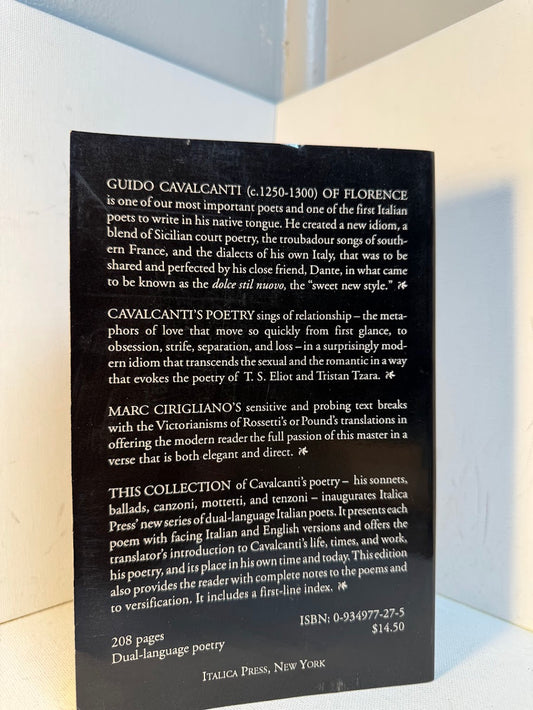 GUIDO CAVALCANTI (c.1250-1300) OF FLORENCE
is one of our most important poets and one of the first Italian
poets to write in his native tongue. He created a new idiom, a
blend of Sicilian court poetry, the troubadour songs of south-
ern France, and the dialects of his own Italy, that was to be
shared and perfected by his close friend, Dante, in what came
to be known as the dolce stil nuovo, the “sweet new style.”
CAVALCANTI'S POETRY sings of relationship – the meta-
phors of love that move so quickly from first glance, to
obsession, strife, separation, and loss – in a surprisingly mod-
ern idiom that transcends the sexual and the romantic in a way
that evokes the poetry of T. S. Eliot and Tristan Tzara.
MARC CIRIGLIANO'S sensitive and probing text breaks
with the Victorianisms of Rossetti's or Pound's translations in
offering the modern reader the full passion of this master in a
verse that is both elegant and direct.
THIS COLLECTION of Cavalcanti's poetry – his sonnets,
ballads, canzoni, mottetti, and tenzoni – inaugurates Italica
Press' new series of dual-language Italian poets. It presents each
poem with facing Italian and English versions and offers the
translator's introduction to Cavalcanti's life, times, and work,
his poetry, and its place in his own time and today. This edition
also provides the reader with complete notes to the poems and
to versification. It includes a first-line index.
208 pages
Dual-language poetry
ISBN: 0-934977-27-5
$14.50
ITALICA PRESS, NEW YORK